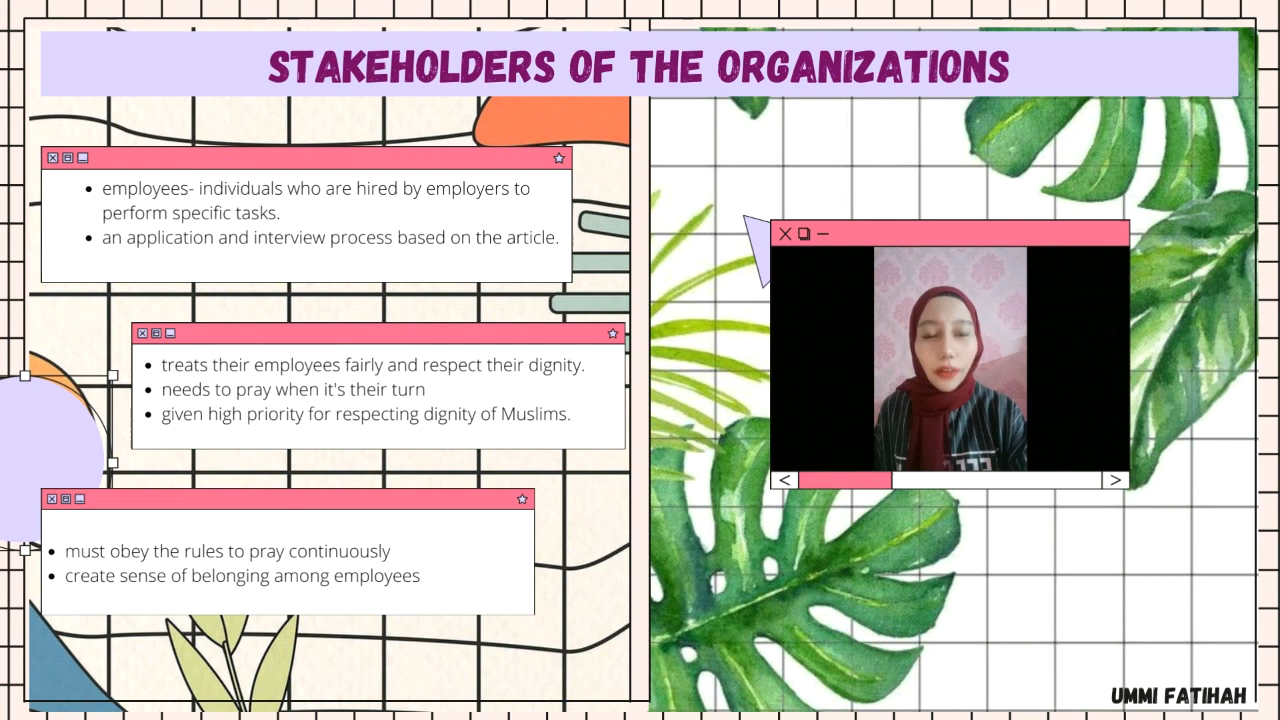 STAKEHOLDERS OF THE ORGANIZATIONS
employees- individuals who are hired by employers to
perform specific tasks.
an application and interview process based on the article.
treats their employees fairly and respect their dignity.
needs to pray when it's their turn
given high priority for respecting dignity of Muslims.
must obey the rules to pray continuously
create sense of belonging among employees
UMMI FATIHAH